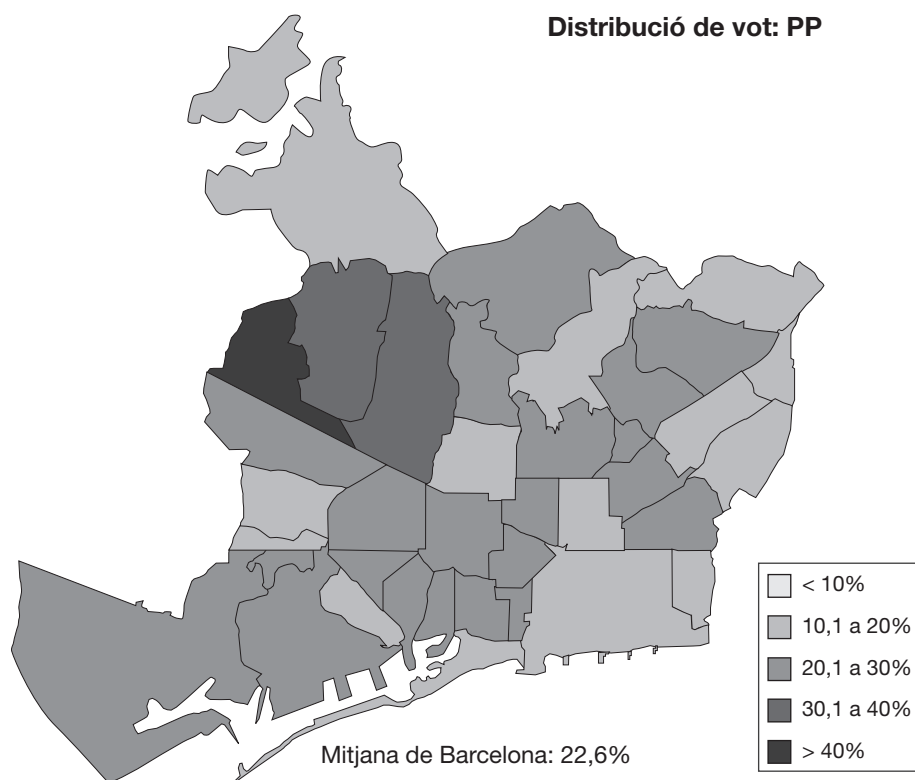 Distribució de vot: PP
< 10%
10,1 a 20%
20,1 a 30%
30,1 a 40%
> 40%
Mitjana de Barcelona: 22,6%